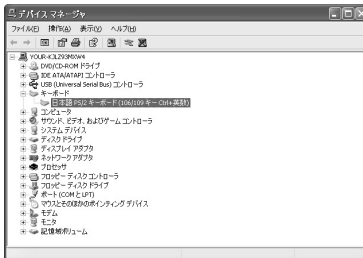 デバイス マネージャ
ファイル(F) 操作(A) 表示(V) ヘルプ(H)
YOUR-4JLZ93MXW4
DVD/CD-ROM ドライブ
IDE ATA/ATAPI コントローラ
USB (Universal Serial Bus) コントローラ
キーボード
日本語 PS/2 キーボード (106/109 キー Ctrl+英数)
コンピュータ
サウンド、ビデオ、およびゲーム コントローラ
システム デバイス
ディスク ドライブ
ディスプレイ アダプタ
ネットワーク アダプタ
プロセッサ
フロッピー ディスク コントローラ
フロッピー ディスク ドライブ
ポート (COM と LPT)
マウスとそのほかのポインティング デバイス
モデム
モニタ
記憶域ボリューム